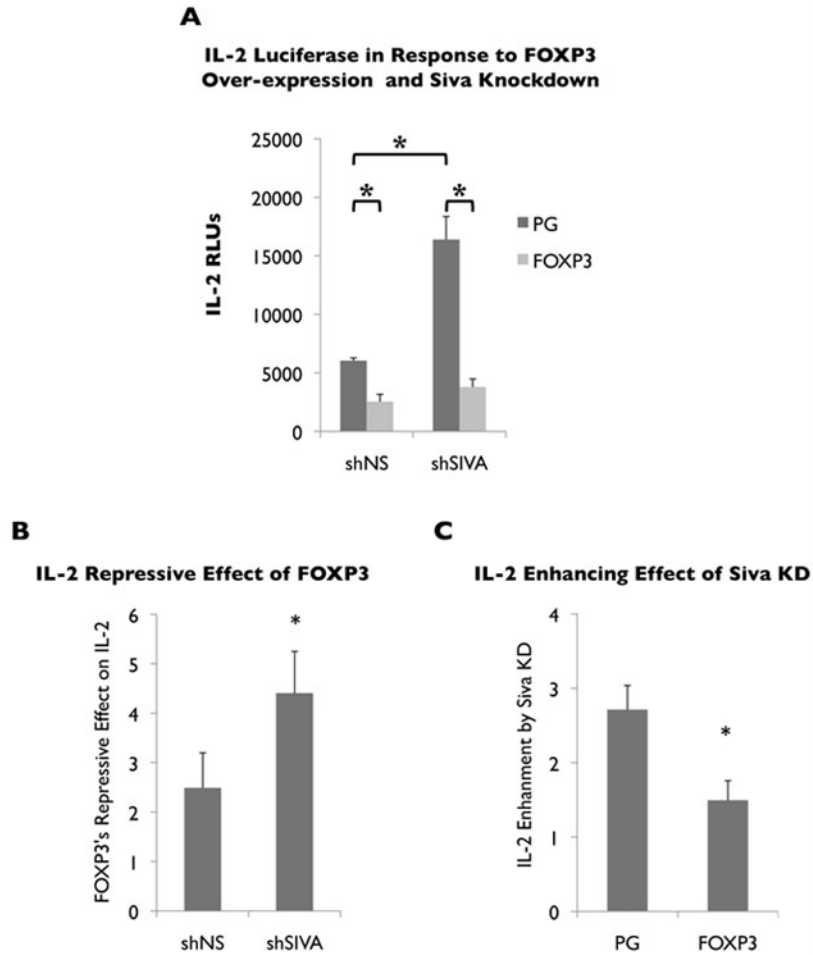 A
IL-2 Luciferase in Response to FOXP3
Over-expression and Siva Knockdown
IL-2 RLUs
25000
20000
15000
10000
5000
0
*
*
*
PG
FOXP3
shNS
shSIVA
B
IL-2 Repressive Effect of FOXP3
FOXP3's Repressive Effect on IL-2
6
5
4
3
2
1
0
*
shNS
shSIVA
C
IL-2 Enhancing Effect of Siva KD
IL-2 Enhanment by Siva KD
4
3
2
1
0
*
PG
FOXP3